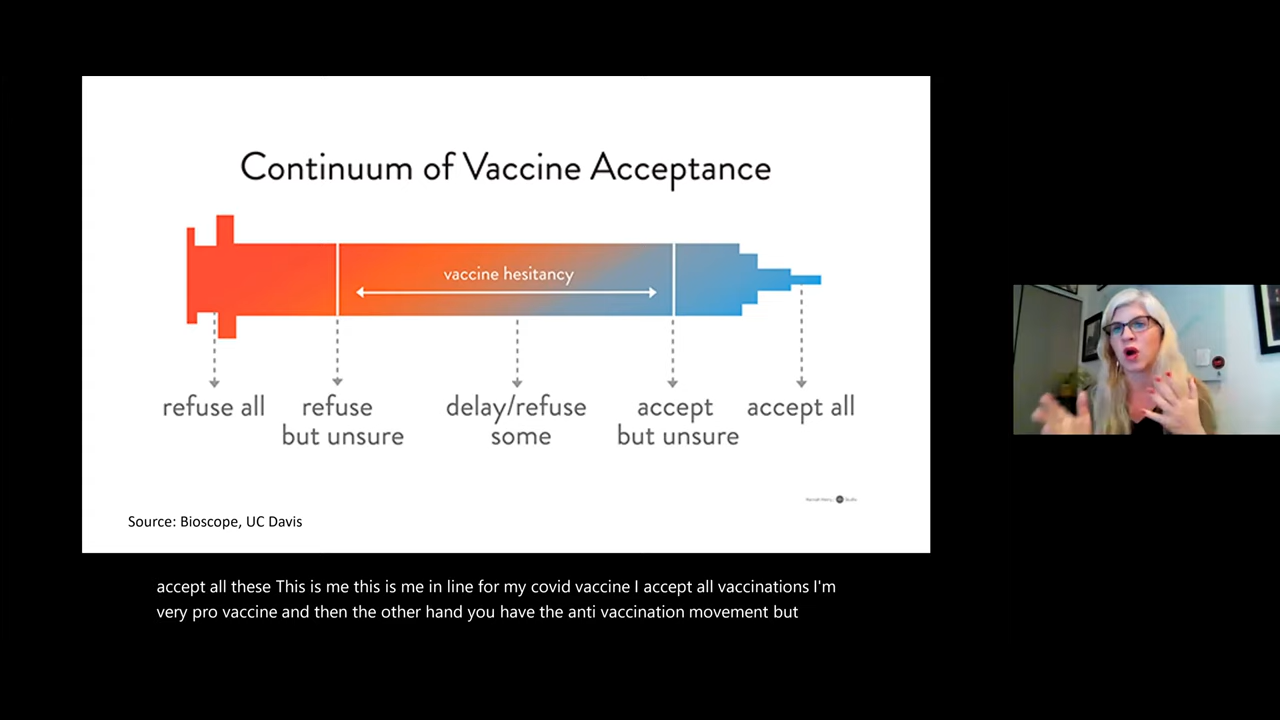 Continuum of Vaccine Acceptance
vaccine hesitancy
refuse all
refuse
but unsure
delay/refuse
some
accept
but unsure
accept all
Source: Bioscope, UC Davis
accept all these This is me this is me in line for my covid vaccine I accept all vaccinations I'm
very pro vaccine and then the other hand you have the anti vaccination movement but